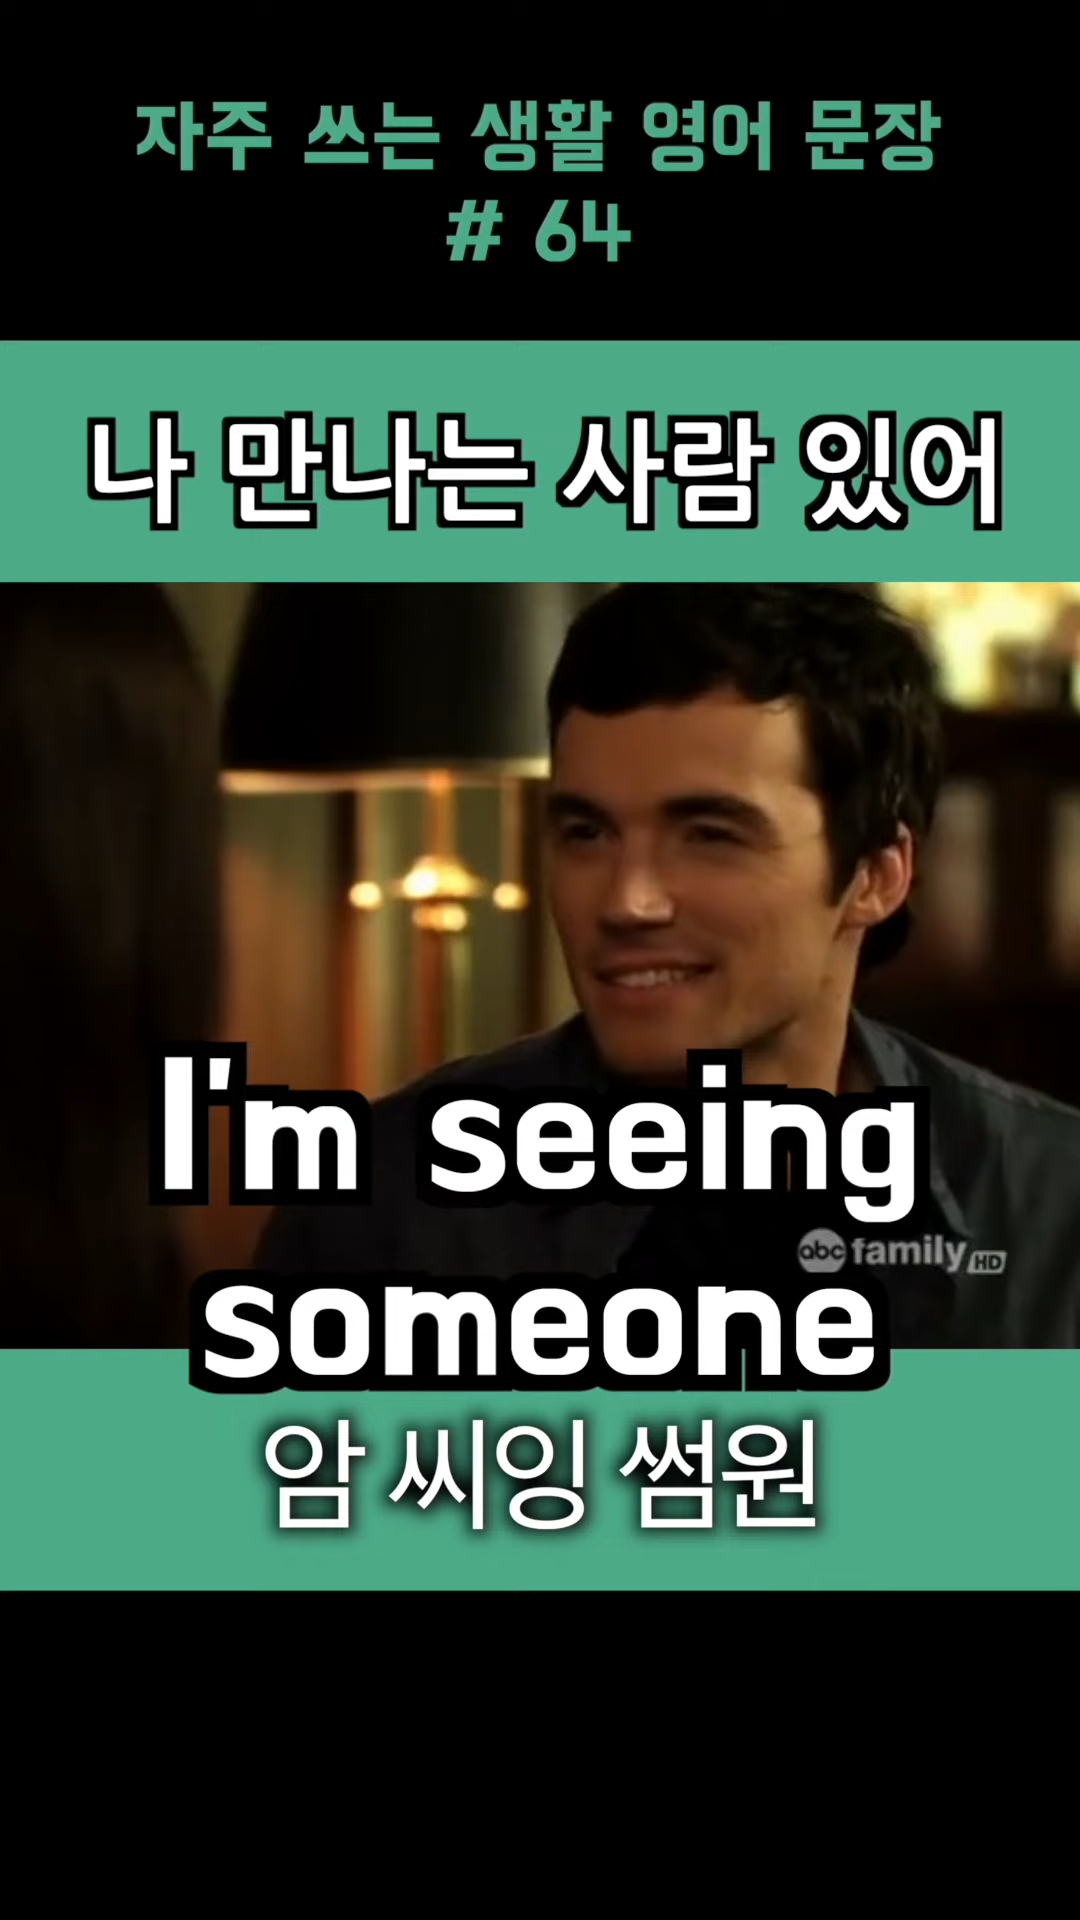 자주 쓰는 생활 영어 문장
# 64
나 만나는 사람 있어
I'm seeing
abc family HD
someone
암 씨잉 썸원